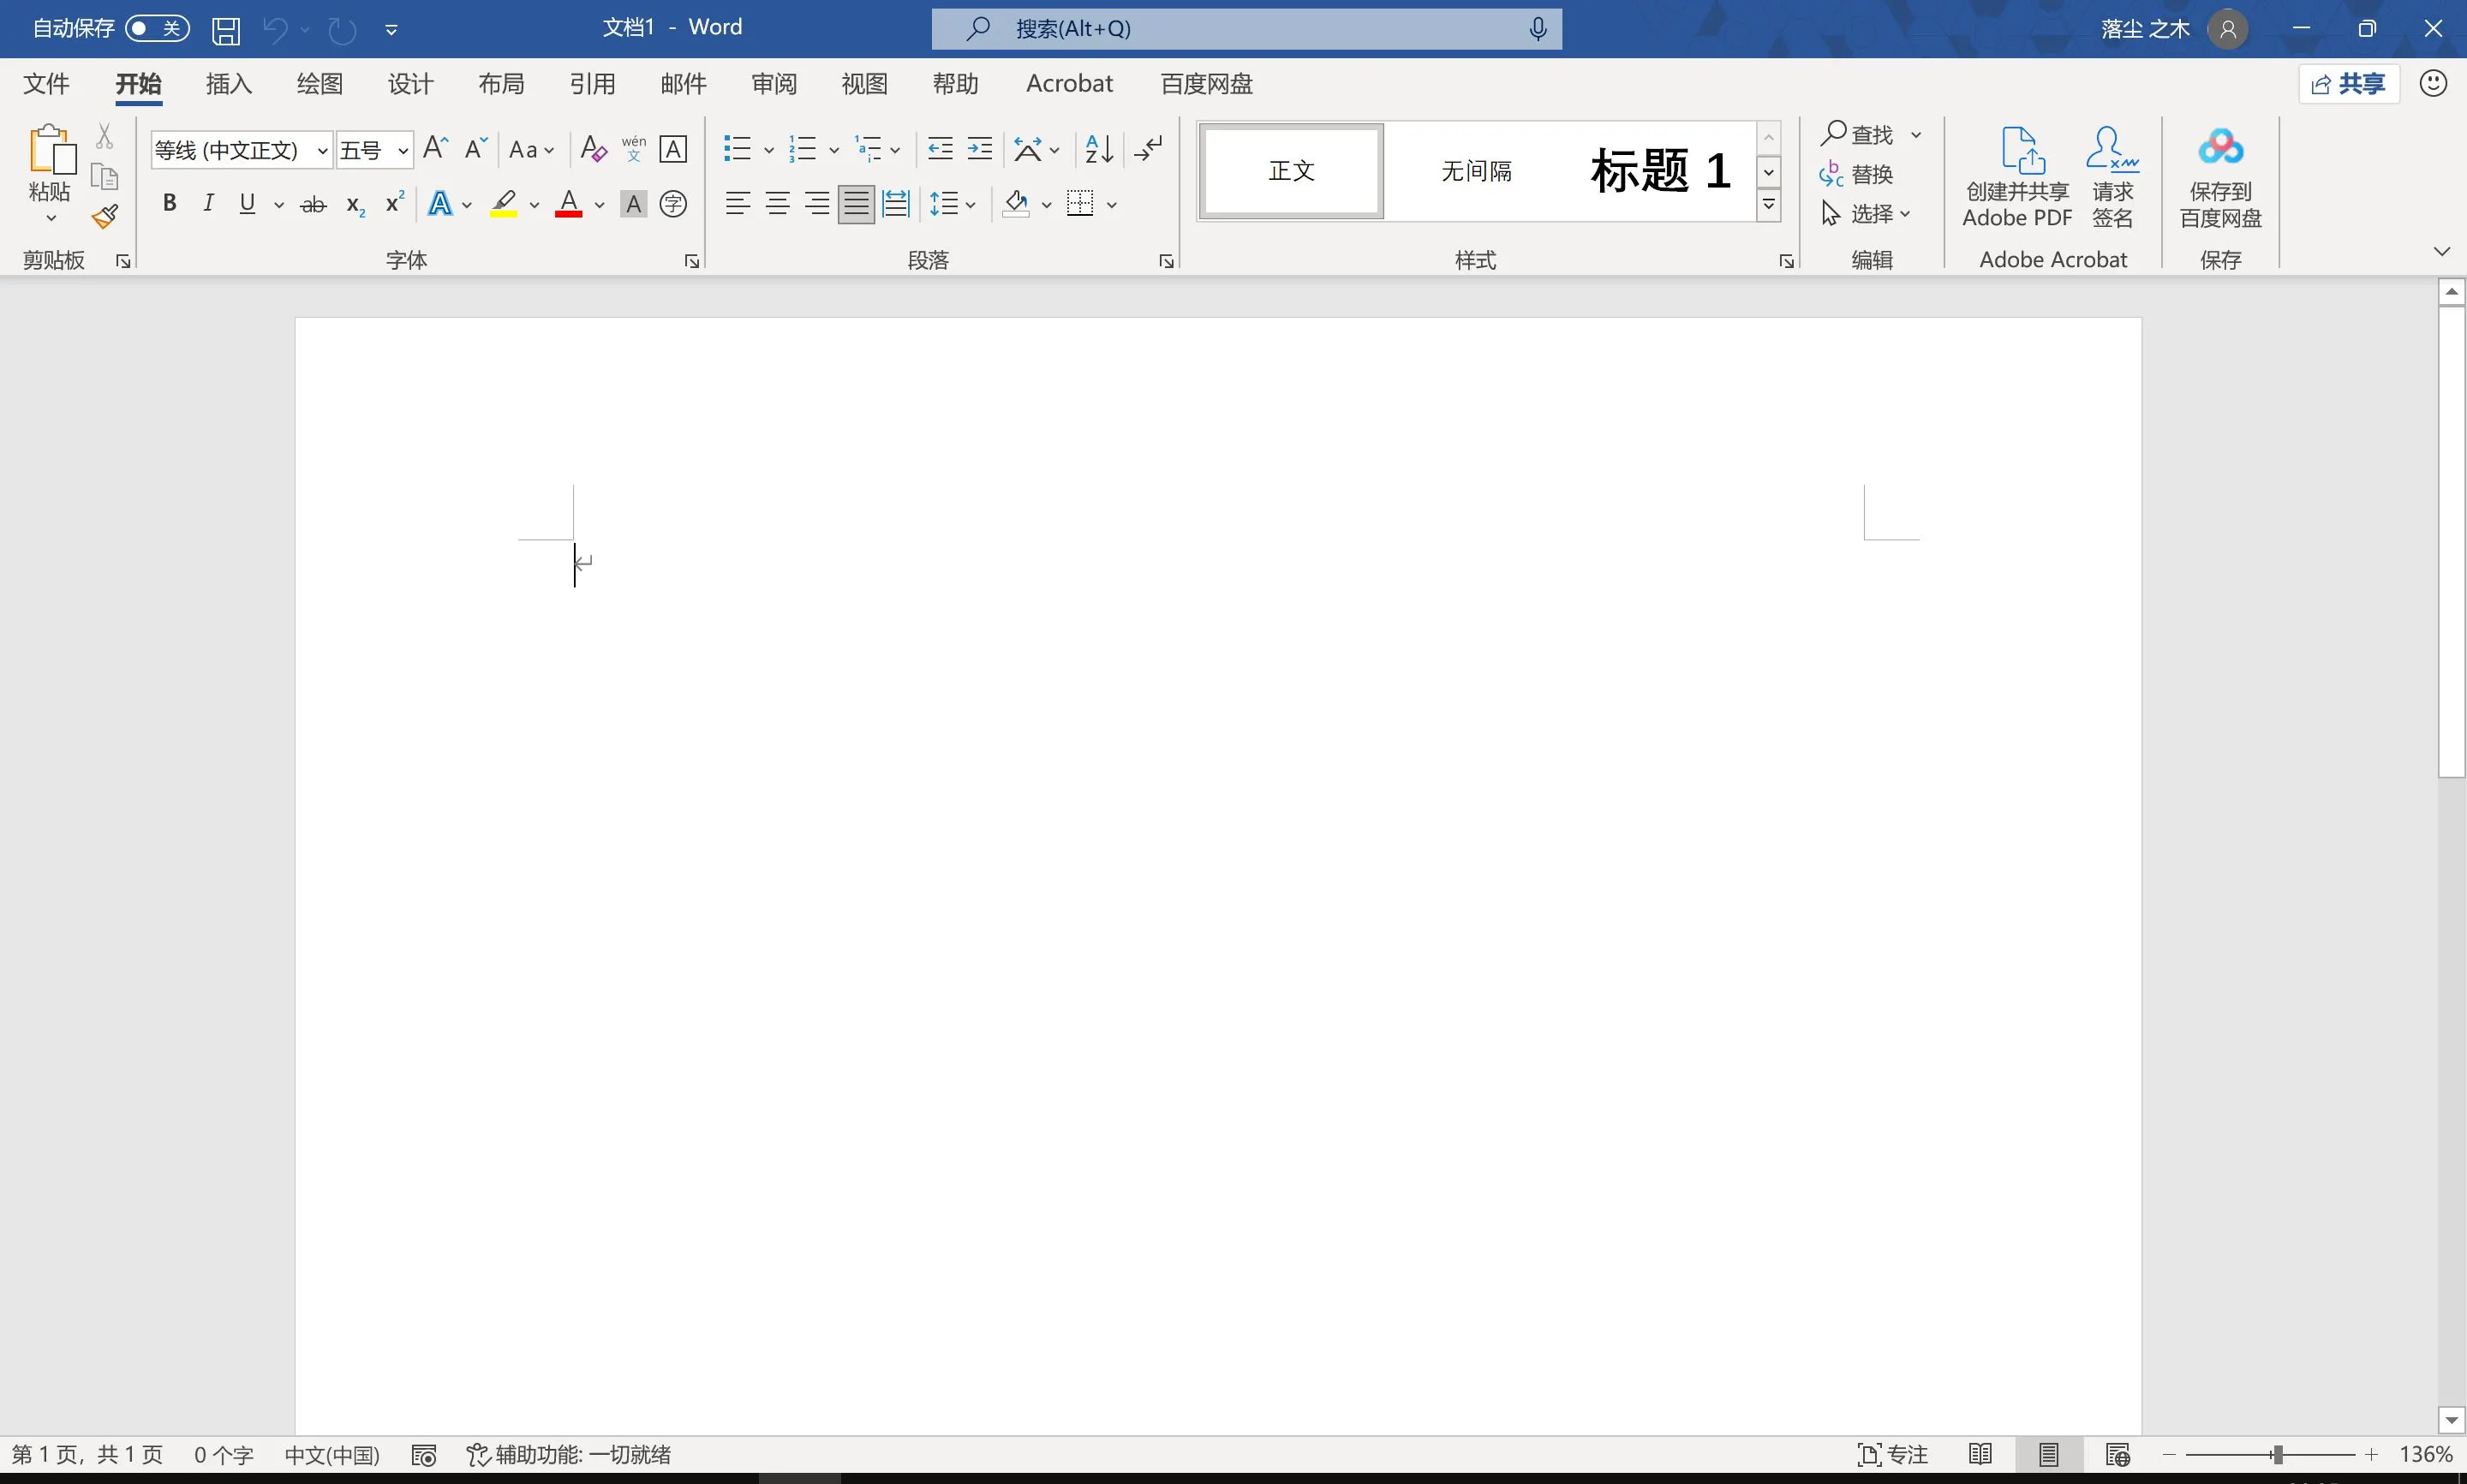 自动保存 关 文档1 - Word 搜索(Alt+Q) 落尘 之木
文件 开始 插入 绘图 设计 布局 引用 邮件 审阅 视图 帮助 Acrobat 百度网盘 共享
粘贴
等线 (中文正文) 五号 A A Aa A wén 文 A
B I U ab x2 x2 A A A 字
A Z
正文 无间隔 标题 1
查找
替换
选择
创建并共享 Adobe PDF
请求 签名
保存到 百度网盘
剪贴板 字体 段落 样式 编辑 Adobe Acrobat 保存
第 1 页，共 1 页 0 个字 中文(中国) 辅助功能: 一切就绪 专注 136%